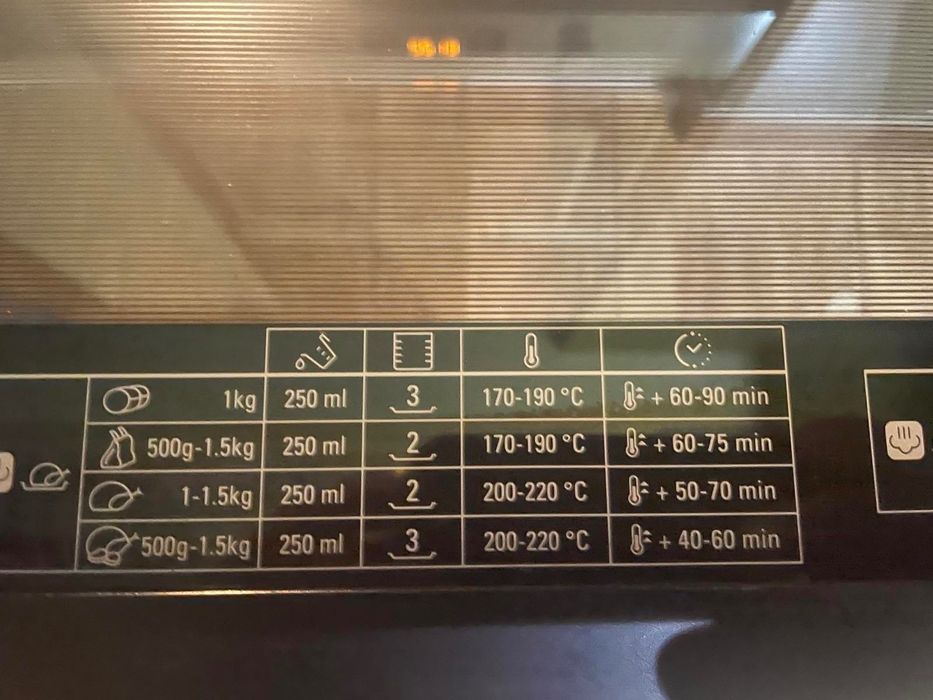 1kg 250 ml 3 170-190 °C + 60-90 min
500g-1.5kg 250 ml 2 170-190 °C + 60-75 min
1-1.5kg 250 ml 2 200-220 °C + 50-70 min
500g-1.5kg 250 ml 3 200-220 °C + 40-60 min